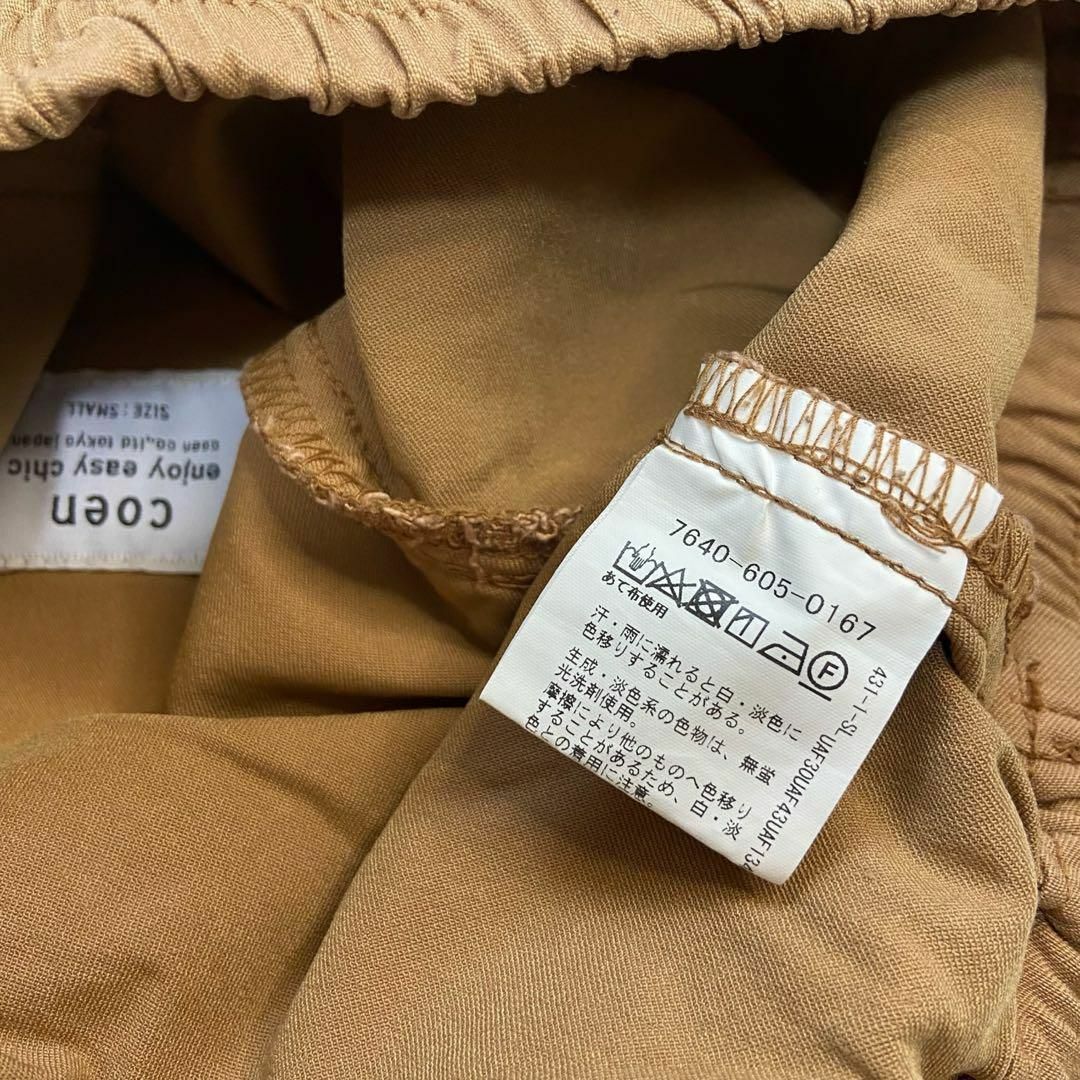 coen
enjoy easy chic
coen co.,ltd tokyo japan
SIZE: SMALL
7640-605-0167
F
あて布使用
汗・雨に濡れると白・淡色に
色移りすることがある。
生成・淡色系の色物は、無蛍
光洗剤使用。
摩擦により他のものへ色移り
することがあるため、白・淡
色との着用に注意。
431-1-SL UAF30UAF43UAF13